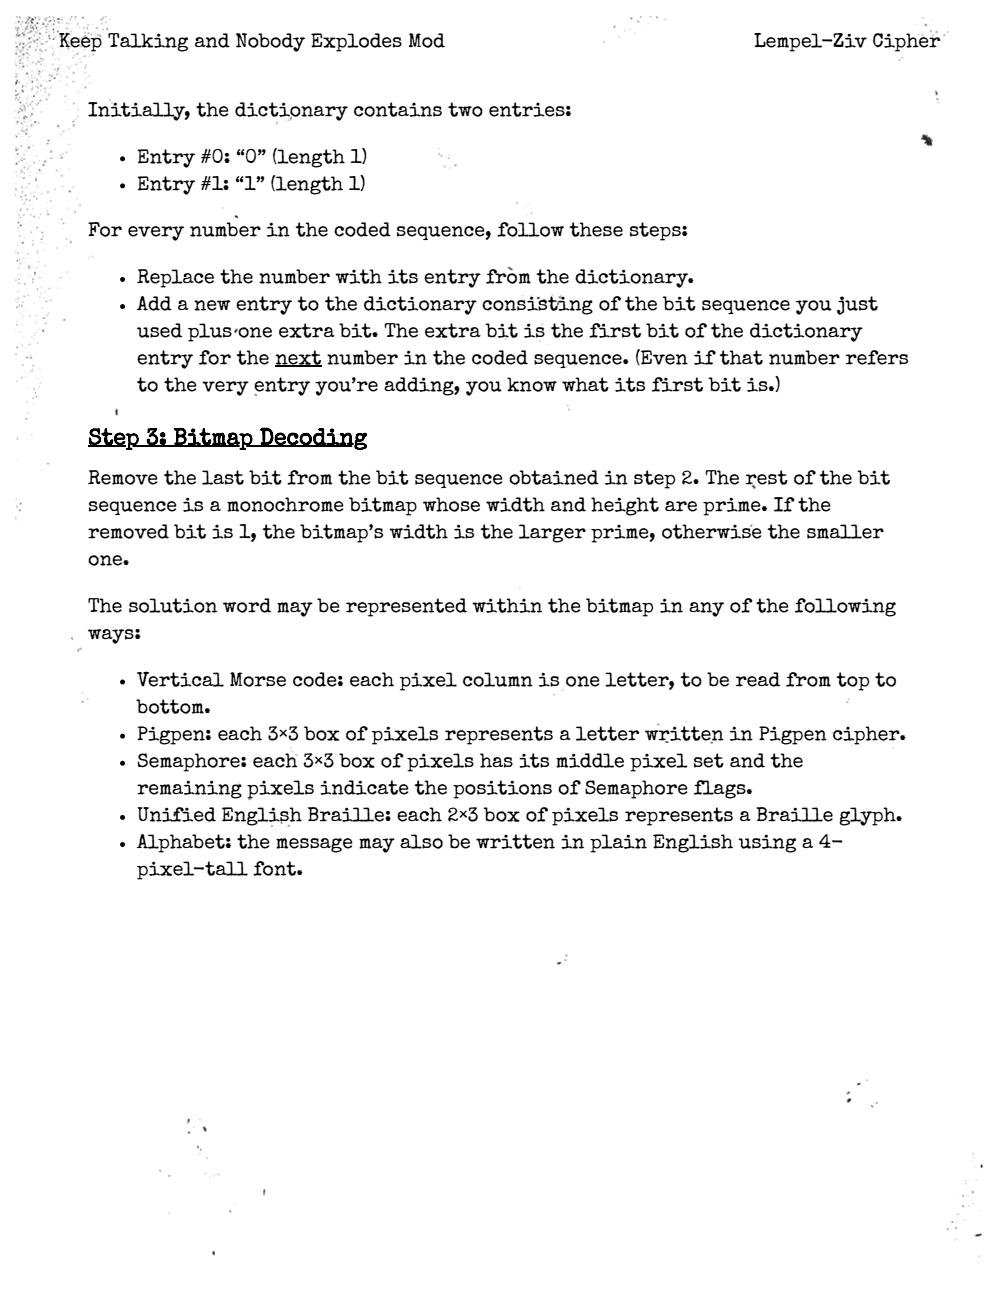 Keep Talking and Nobody Explodes Mod
Lempel-Ziv Cipher
Initially, the dictionary contains two entries:
• Entry #0: “0” (length 1)
• Entry #1: “1” (length 1)
For every number in the coded sequence, follow these steps:
• Replace the number with its entry from the dictionary.
• Add a new entry to the dictionary consisting of the bit sequence you just
used plus one extra bit. The extra bit is the first bit of the dictionary
entry for the next number in the coded sequence. (Even if that number refers
to the very entry you’re adding, you know what its first bit is.)
Step 3: Bitmap Decoding
Remove the last bit from the bit sequence obtained in step 2. The rest of the bit
sequence is a monochrome bitmap whose width and height are prime. If the
removed bit is 1, the bitmap’s width is the larger prime, otherwise the smaller
one.
The solution word may be represented within the bitmap in any of the following
ways:
• Vertical Morse code: each pixel column is one letter, to be read from top to
bottom.
• Pigpen: each 3×3 box of pixels represents a letter written in Pigpen cipher.
• Semaphore: each 3×3 box of pixels has its middle pixel set and the
remaining pixels indicate the positions of Semaphore flags.
• Unified English Braille: each 2×3 box of pixels represents a Braille glyph.
• Alphabet: the message may also be written in plain English using a 4-
pixel-tall font.